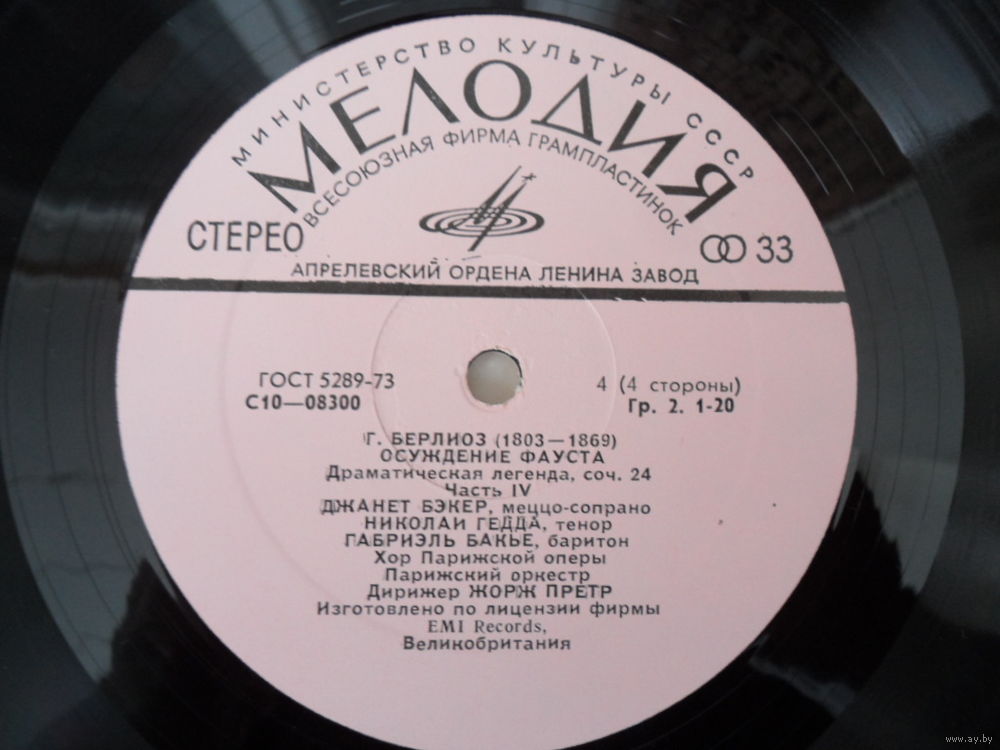 МИНИСТЕРСТВО КУЛЬТУРЫ СССР
МЕЛОДИЯ
ВСЕСОЮЗНАЯ ФИРМА ГРАМПЛАСТИНОК
СТЕРЕО
33
АПРЕЛЕВСКИЙ ОРДЕНА ЛЕНИНА ЗАВОД
ГОСТ 5289-73
4 (4 стороны)
С10—08300
Гр. 2. 1-20
Г. БЕРЛИОЗ (1803—1869)
ОСУЖДЕНИЕ ФАУСТА
Драматическая легенда, соч. 24
Часть IV
ДЖАНЕТ БЭКЕР, меццо-сопрано
НИКОЛАИ ГЕДДА, тенор
ГАБРИЭЛЬ БАКЬЕ, баритон
Хор Парижской оперы
Парижский оркестр
Дирижер ЖОРЖ ПРЕТР
Изготовлено по лицензии фирмы
EMI Records,
Великобритания
www.ay.by